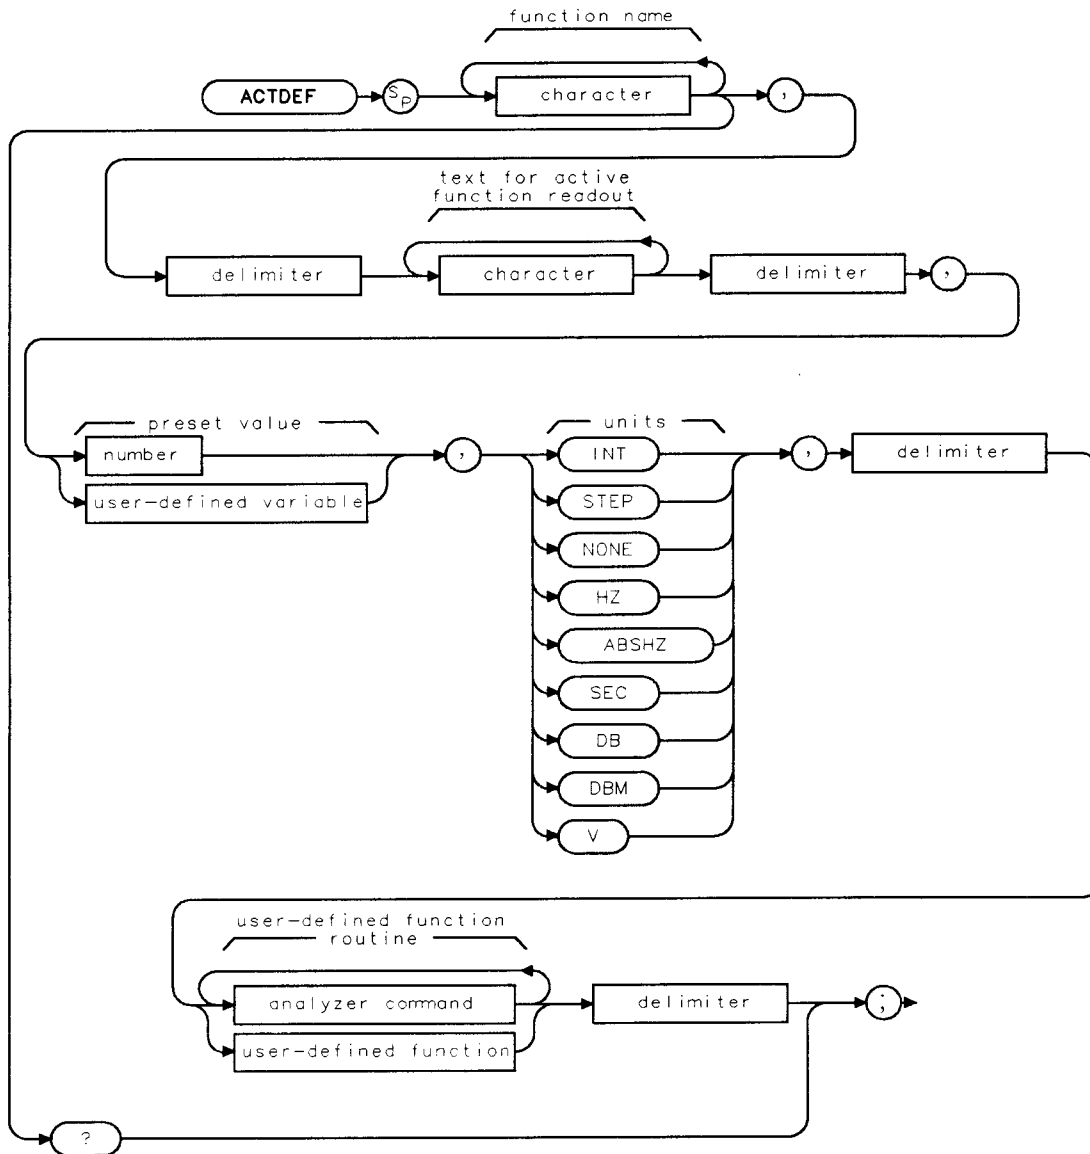 function name
ACTDEF
Sp
character
,
text for active
function readout
delimiter
character
delimiter
,
preset value
units
number
user-defined variable
,
INT
STEP
NONE
HZ
ABSHZ
SEC
DB
DBM
V
,
delimiter
user-defined function
routine
analyzer command
user-defined function
delimiter
;
?